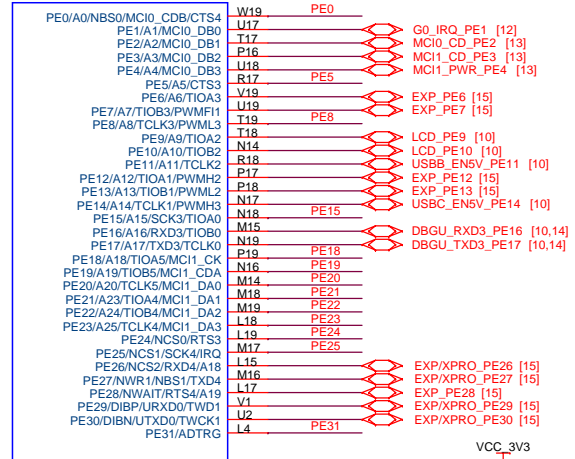 PE0/A0/NBS0/MCI0_CDB/CTS4 W19 PE0
PE1/A1/MCI0_DB0 U17 G0_IRQ_PE1 [12]
PE2/A2/MCI0_DB1 T17 MCI0_CD_PE2 [13]
PE3/A3/MCI0_DB2 P16 MCI1_CD_PE3 [13]
PE4/A4/MCI0_DB3 U18 MCI1_PWR_PE4 [13]
PE5/A5/CTS3 R17 PE5
PE6/A6/TIOA3 V19 EXP_PE6 [15]
PE7/A7/TIOB3/PWMFI1 U19 EXP_PE7 [15]
PE8/A8/TCLK3/PWML3 T19 PE8
PE9/A9/TIOA2 T18 LCD_PE9 [10]
PE10/A10/TIOB2 N14 LCD_PE10 [10]
PE11/A11/TCLK2 R18 USBB_EN5V_PE11 [10]
PE12/A12/TIOA1/PWMH2 P17 EXP_PE12 [15]
PE13/A13/TIOB1/PWML2 P18 EXP_PE13 [15]
PE14/A14/TCLK1/PWMH3 N17 USBC_EN5V_PE14 [10]
PE15/A15/SCK3/TIOA0 N18 PE15
PE16/A16/RXD3/TIOB0 M15 DBGU_RXD3_PE16 [10,14]
PE17/A17/TXD3/TCLK0 N19 DBGU_TXD3_PE17 [10,14]
PE18/A18/TIOA5/MCI1_CK P19 PE18
PE19/A19/TIOB5/MCI1_CDA N16 PE19
PE20/A20/TCLK5/MCI1_DA0 M14 PE20
PE21/A23/TIOA4/MCI1_DA1 M18 PE21
PE22/A24/TIOB4/MCI1_DA2 M19 PE22
PE23/A25/TCLK4/MCI1_DA3 L18 PE23
PE24/NCS0/RTS3 L19 PE24
PE25/NCS1/SCK4/IRQ M17 PE25
PE26/NCS2/RXD4/A18 L15 EXP/XPRO_PE26 [15]
PE27/NWR1/NBS1/TXD4 M16 EXP/XPRO_PE27 [15]
PE28/NWAIT/RTS4/A19 L17 EXP_PE28 [15]
PE29/DIBP/URXD0/TWD1 V1 EXP/XPRO_PE29 [15]
PE30/DIBN/UTXD0/TWCK1 U2 EXP/XPRO_PE30 [15]
PE31/ADTRG L4 PE31
VCC_3V3